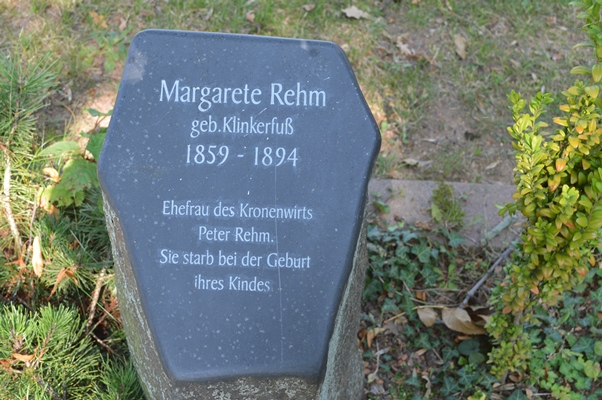 Margarete Rehm
geb.Klinkerfuß
1859 - 1894
Ehefrau des Kronenwirts
Peter Rehm.
Sie starb bei der Geburt
ihres Kindes